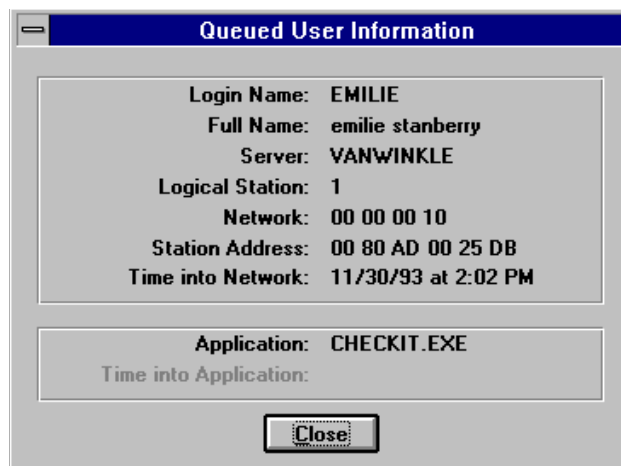 Queued User Information
Login Name: EMILIE
Full Name: emilie stanberry
Server: VANWINKLE
Logical Station: 1
Network: 00 00 00 10
Station Address: 00 80 AD 00 25 DB
Time into Network: 11/30/93 at 2:02 PM
Application: CHECKIT.EXE
Time into Application:
Close